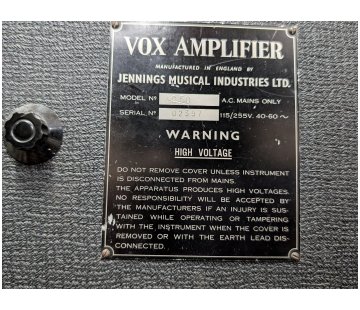 VOX AMPLIFIER
MANUFACTURED IN ENGLAND BY
JENNINGS MUSICAL INDUSTRIES LTD.
MODEL Nº A.C. MAINS ONLY
SERIAL Nº 115/255V. 40-60 ~
WARNING
HIGH VOLTAGE
DO NOT REMOVE COVER UNLESS INSTRUMENT
IS DISCONNECTED FROM MAINS.
THE APPARATUS PRODUCES HIGH VOLTAGES.
NO RESPONSIBILITY WILL BE ACCEPTED BY
THE MANUFACTURERS IF AN INJURY IS SUS-
TAINED WHILE OPERATING OR TAMPERING
WITH THE INSTRUMENT WHEN THE COVER IS
REMOVED OR WITH THE EARTH LEAD DIS-
CONNECTED.